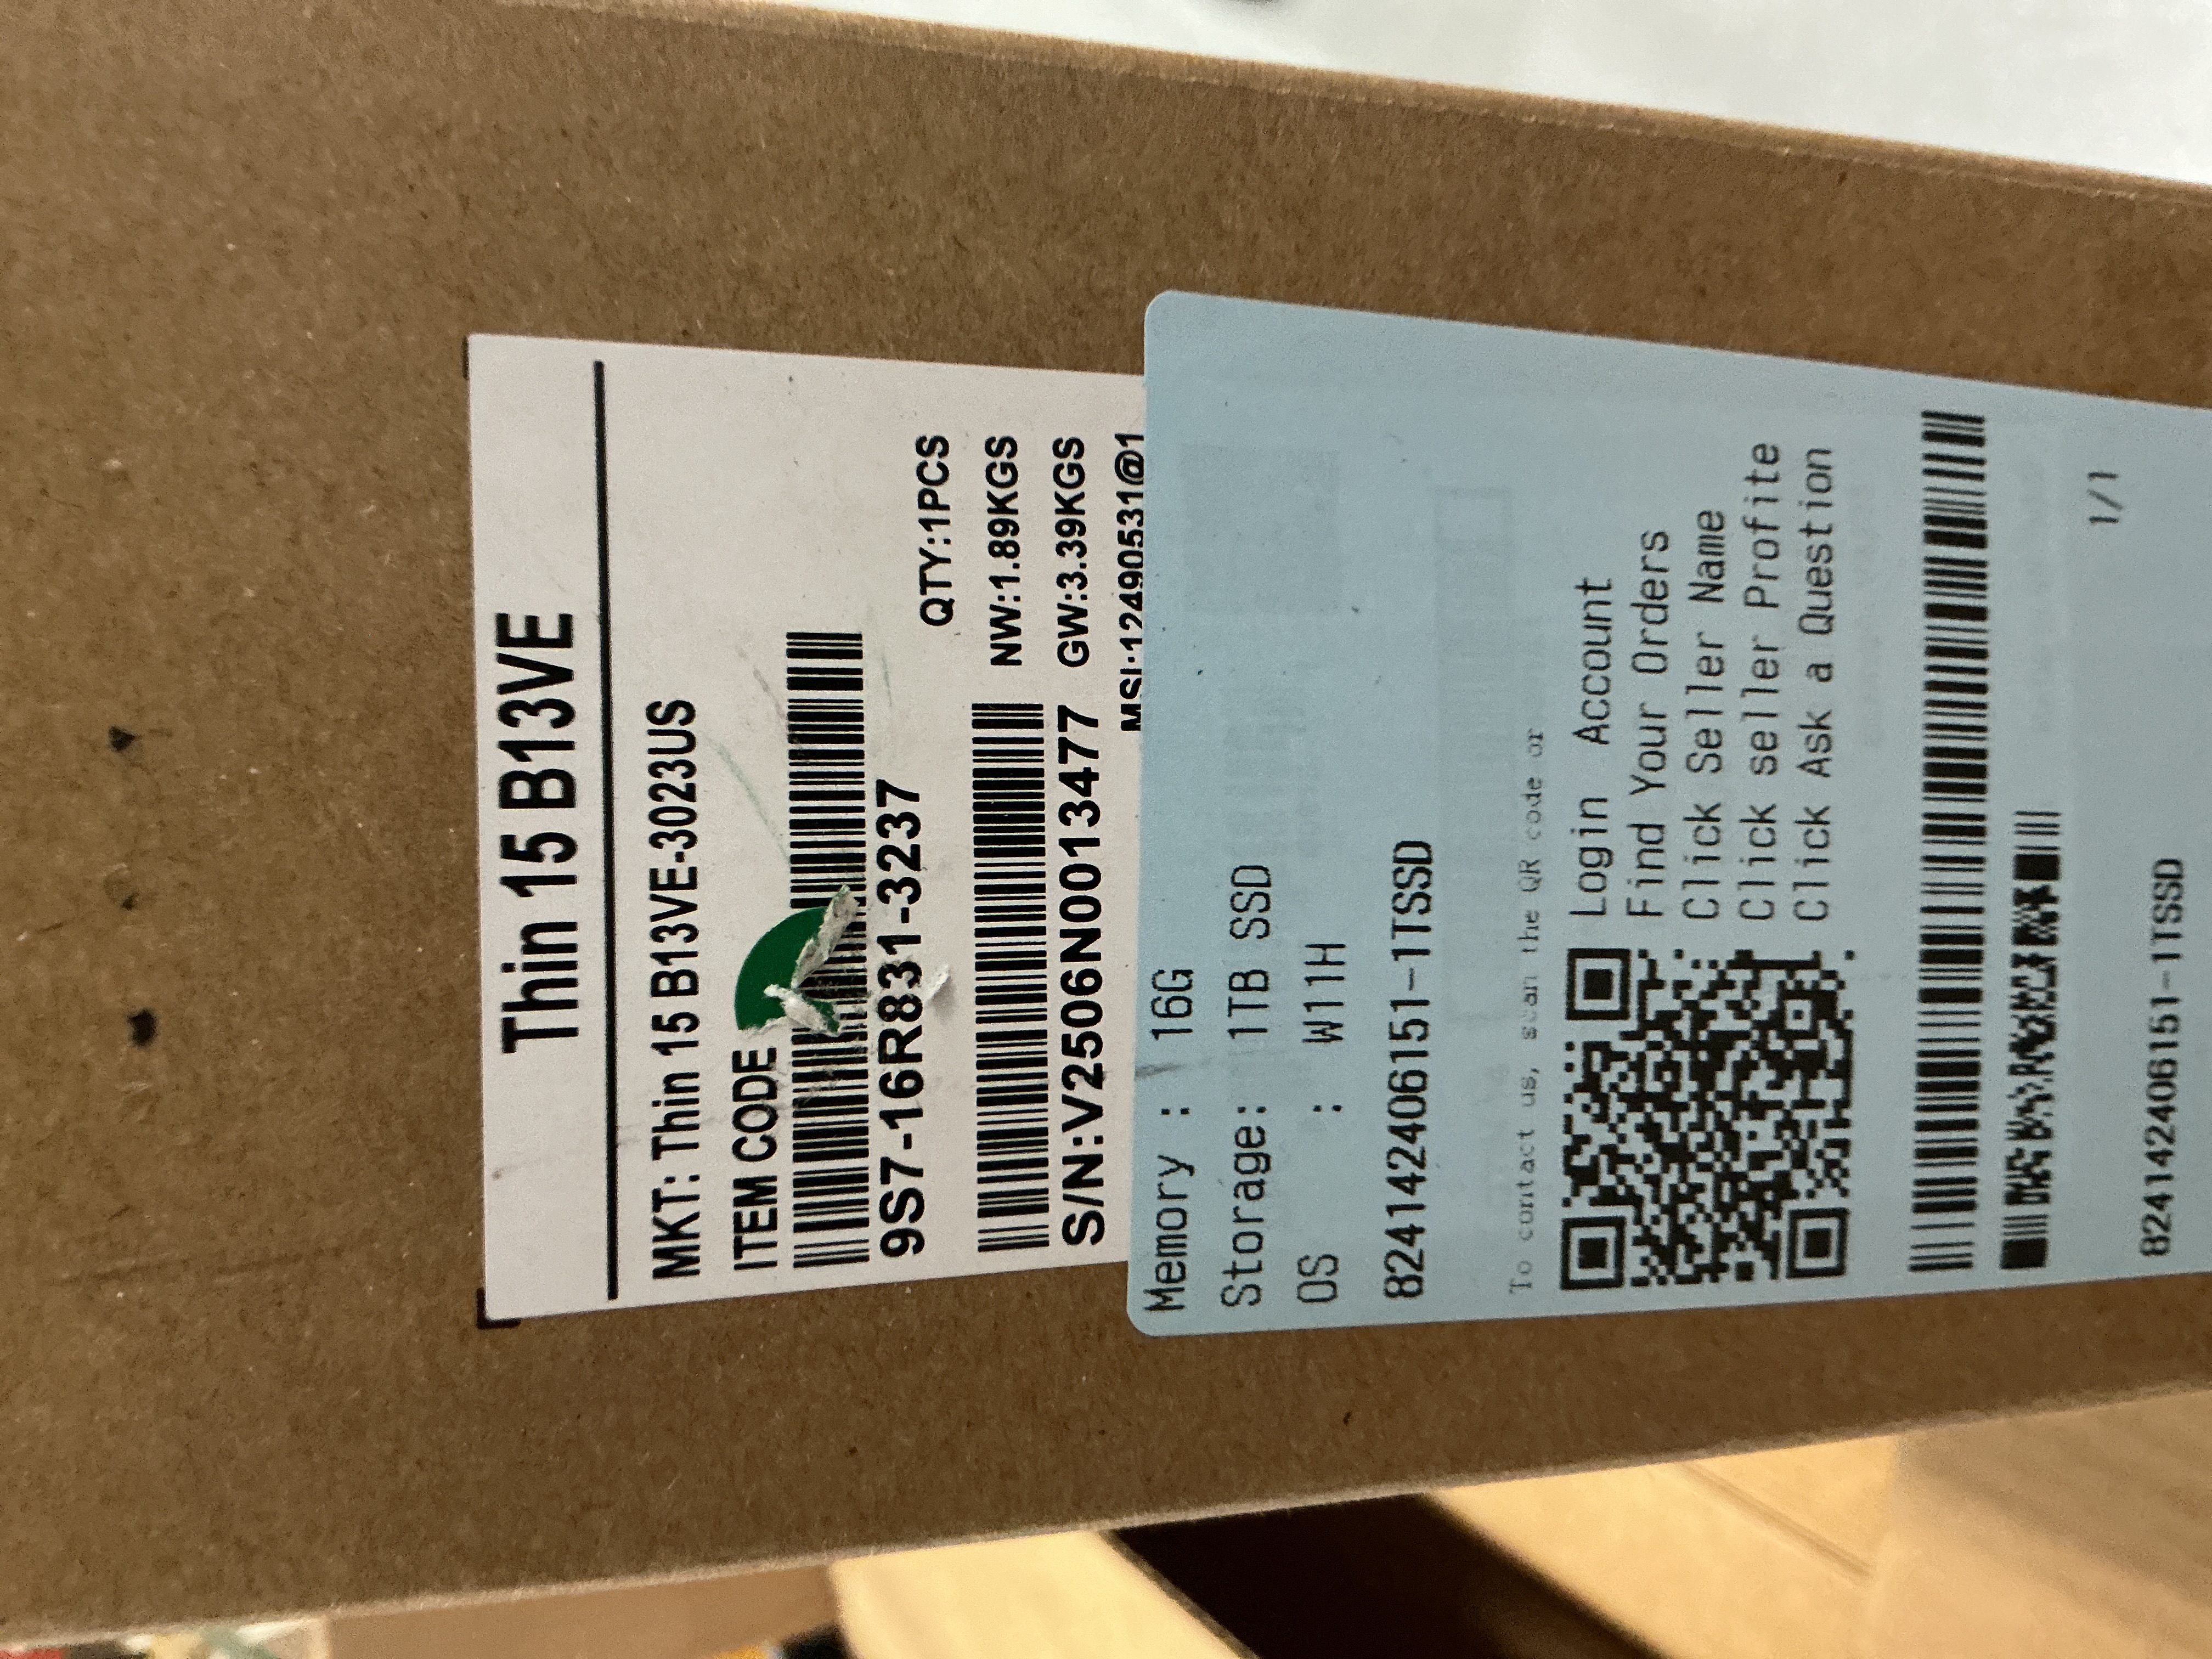 Thin 15 B13VE
MKT: Thin 15 B13VE-3023US
ITEM CODE
9S7-16R831-3237
QTY:1PCS
NW:1.89KGS
S/N:V2506N0013477 GW:3.39KGS
MSI:12490531@1
Memory : 16G
Storage: 1TB SSD
OS : W11H
824142406151-1TSSD
To contact us, scan the QR code or
Login Account
Find Your Orders
Click Seller Name
Click seller Profite
Click Ask a Question
1/1
824142406151-1TSSD